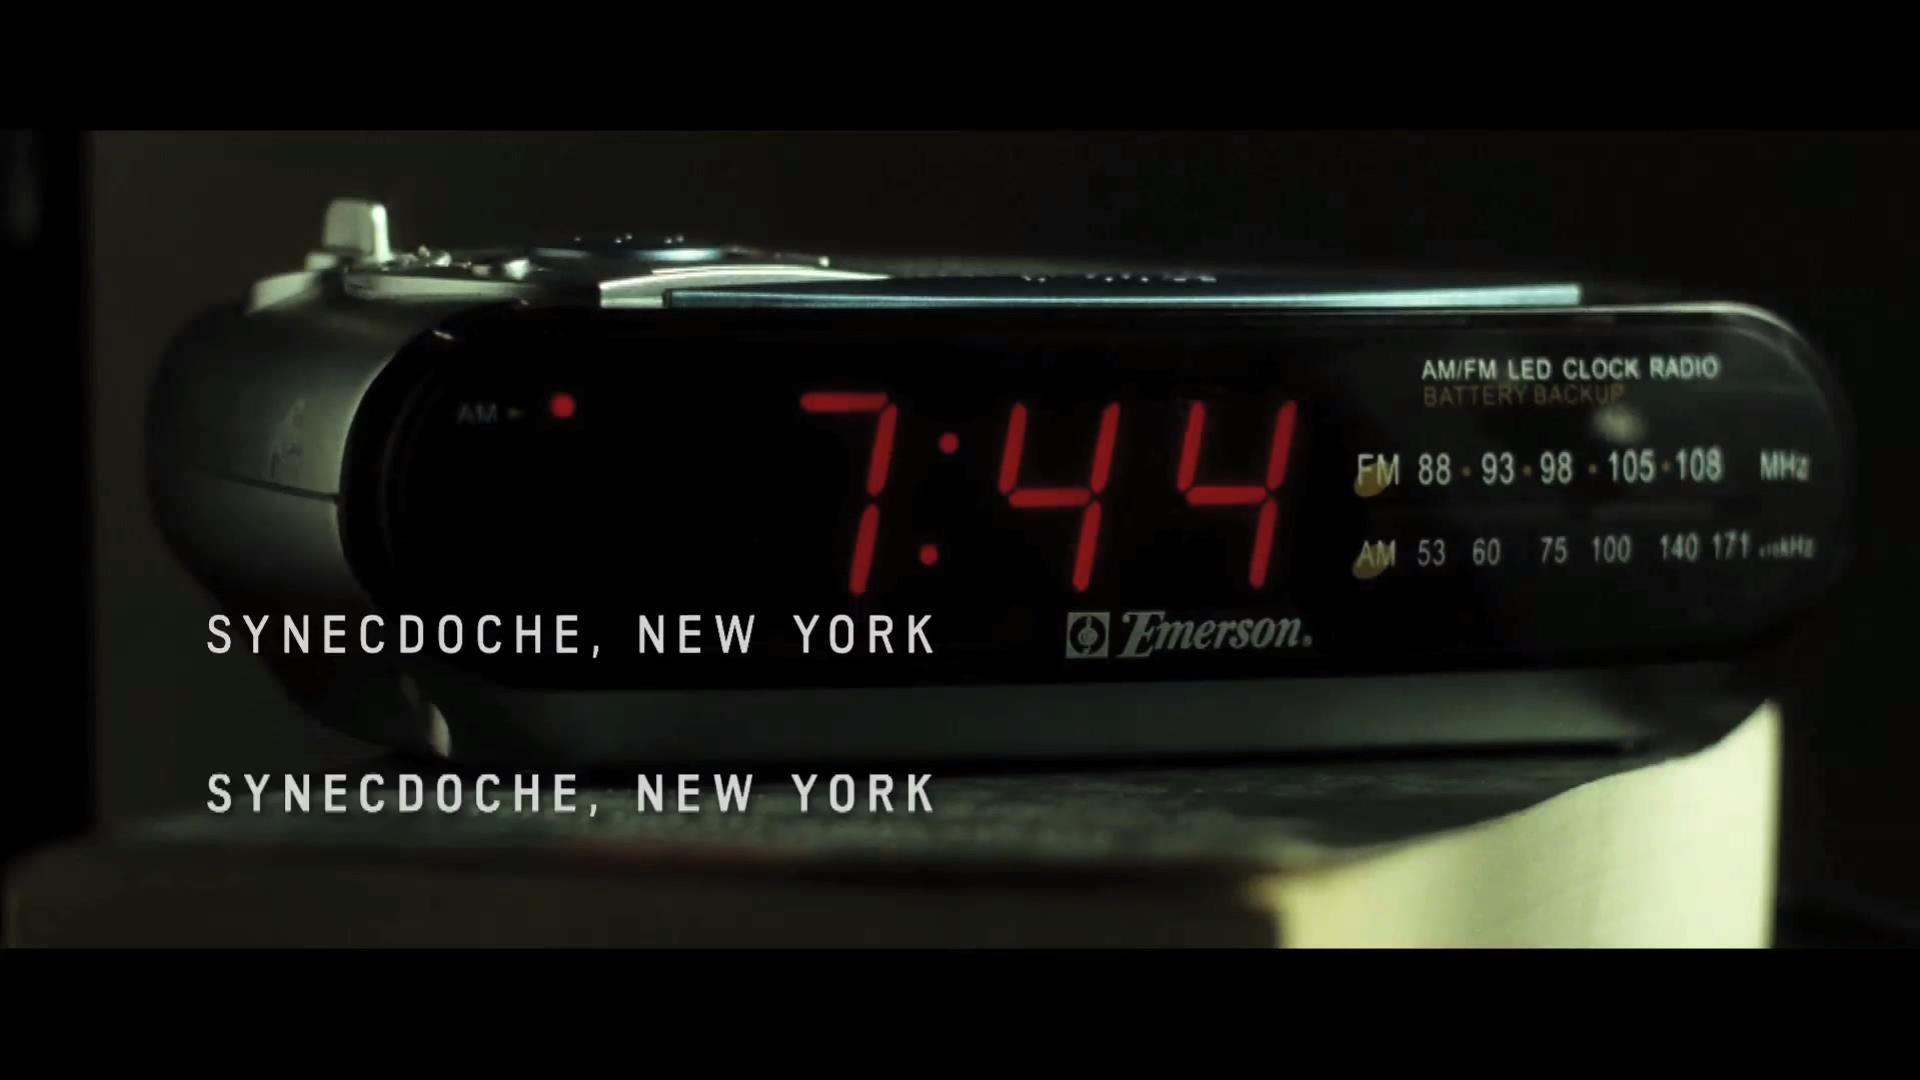 AM/FM LED CLOCK RADIO
BATTERY BACKUP
AM
7:44
FM 88 · 93 · 98 · 105 · 108 MHz
AM 53 60 75 100 140 171 kHz
SYNECDOCHE, NEW YORK
Emerson.
SYNECDOCHE, NEW YORK